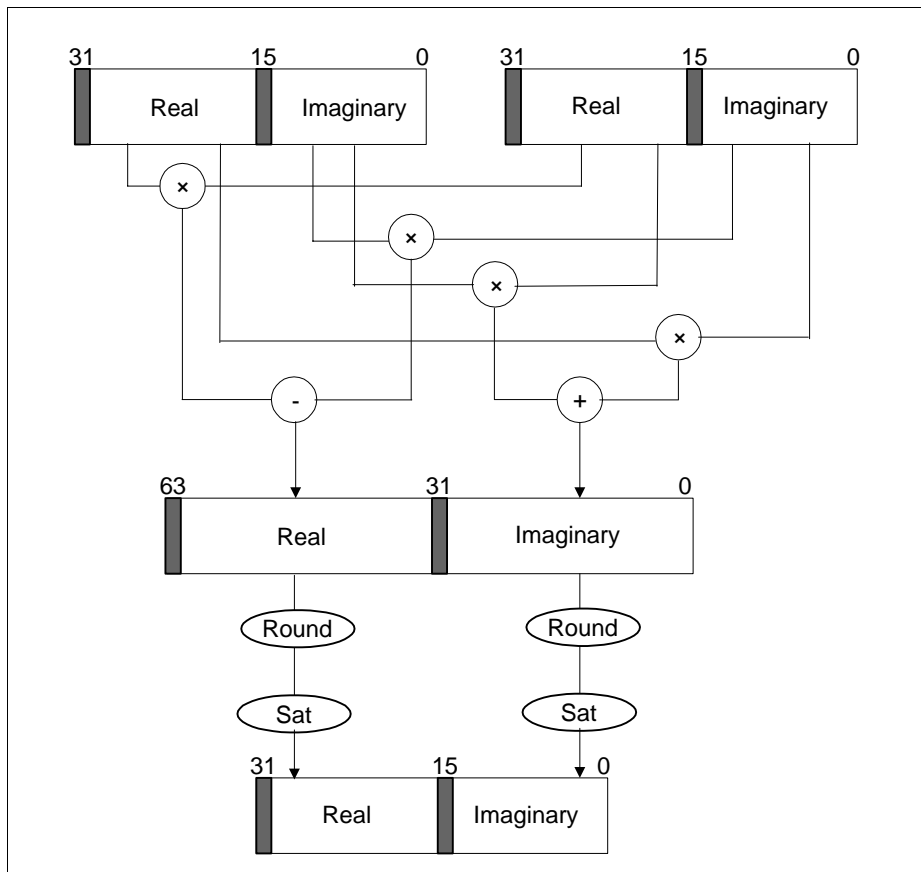 31 15 0 31 15 0
Real Imaginary Real Imaginary
×
×
×
×
- +
63 31 0
Real Imaginary
Round Round
Sat Sat
31 15 0
Real Imaginary